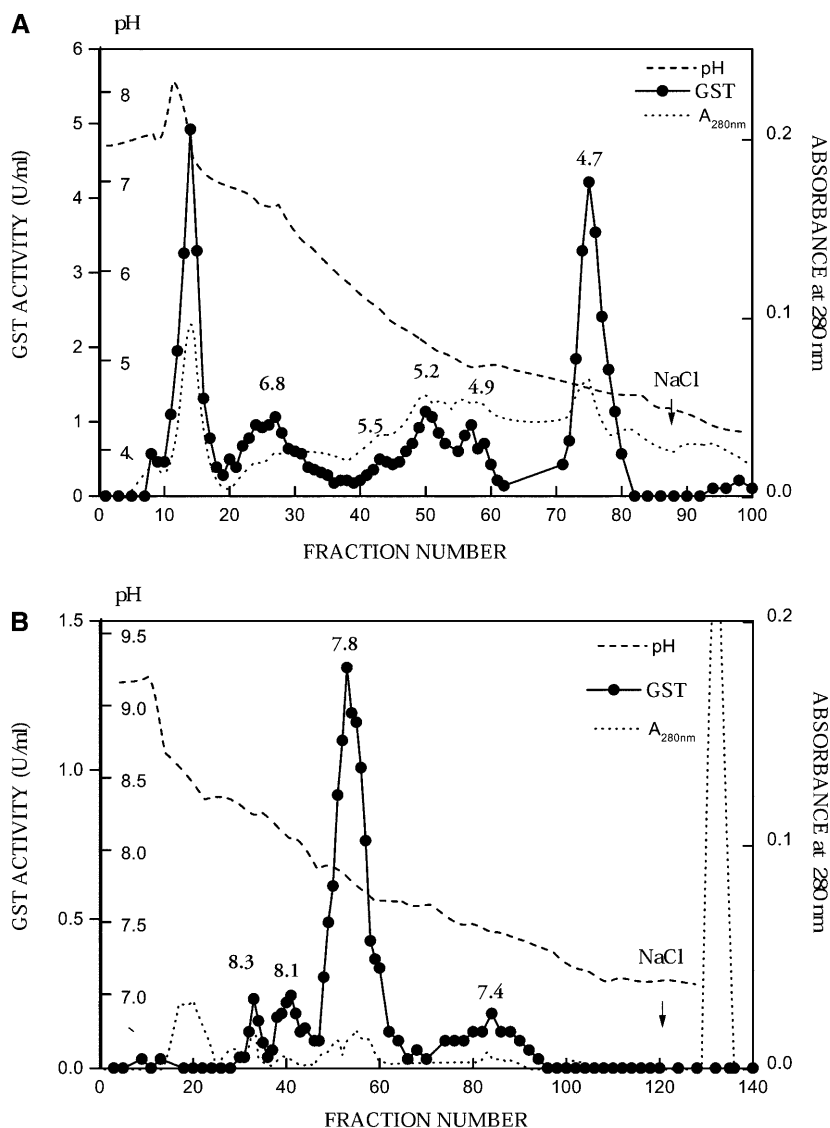 A
pH
6
5
4
3
2
1
0
8
7
6
5
4
GST ACTIVITY (U/ml)
pH
GST
A280nm
0.2
0.1
0.0
ABSORBANCE at 280 nm
4.7
6.8
5.5
5.2
4.9
NaCl
0 10 20 30 40 50 60 70 80 90 100
FRACTION NUMBER
B
pH
1.5
1.0
0.5
0.0
9.5
9.0
8.5
8.0
7.5
7.0
GST ACTIVITY (U/ml)
pH
GST
A280nm
0.2
0.1
0.0
ABSORBANCE at 280 nm
7.8
8.3
8.1
7.4
NaCl
0 20 40 60 80 100 120 140
FRACTION NUMBER